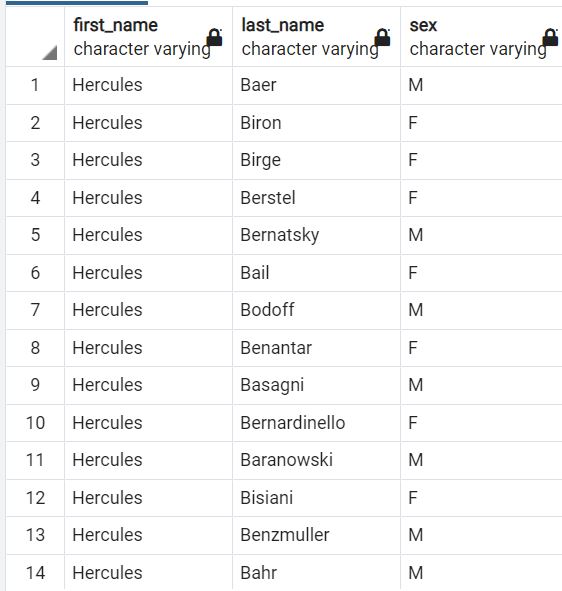 first_name last_name sex
character varying character varying character varying
1 Hercules Baer M
2 Hercules Biron F
3 Hercules Birge F
4 Hercules Berstel F
5 Hercules Bernatsky M
6 Hercules Bail F
7 Hercules Bodoff M
8 Hercules Benantar F
9 Hercules Basagni M
10 Hercules Bernardinello F
11 Hercules Baranowski M
12 Hercules Bisiani F
13 Hercules Benzmuller M
14 Hercules Bahr M